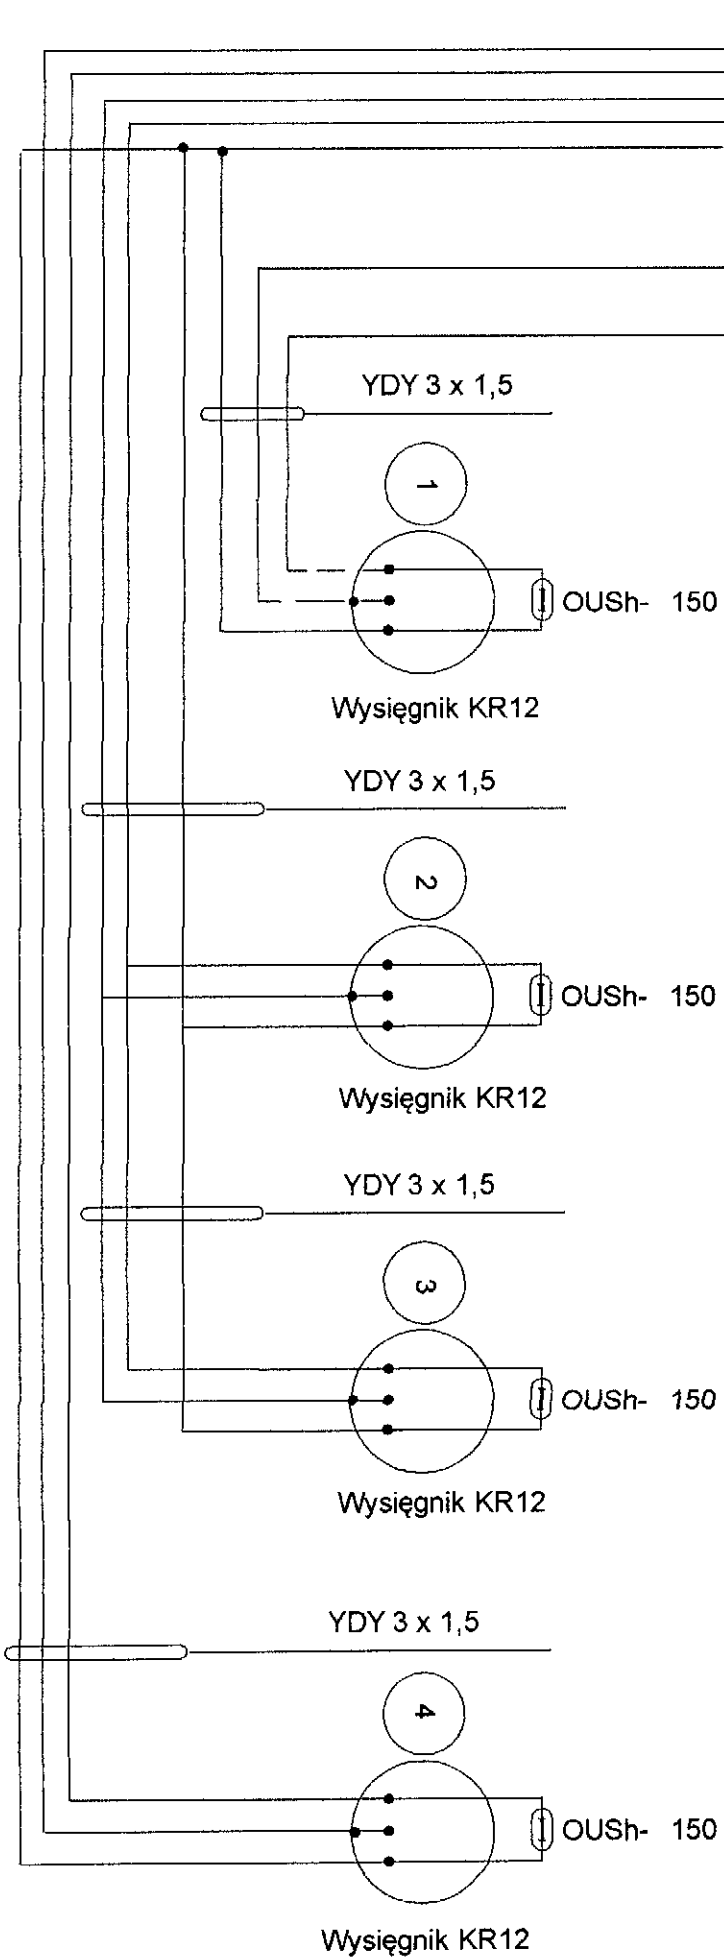 YDY 3 x 1,5
1
OUSh- 150
Wysięgnik KR12
YDY 3 x 1,5
2
OUSh- 150
Wysięgnik KR12
YDY 3 x 1,5
3
OUSh- 150
Wysięgnik KR12
YDY 3 x 1,5
4
OUSh- 150
Wysięgnik KR12